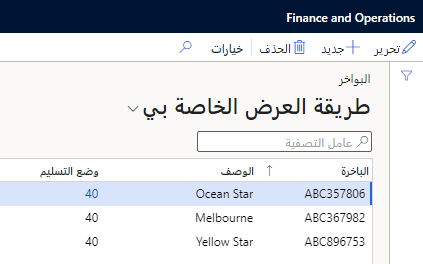 Finance and Operations
تحرير جديد الحذف خيارات
البواخر
طريقة العرض الخاصة بي
عامل التصفية
الباخرة الوصف وضع التسليم
ABC357806 Ocean Star 40
ABC367982 Melbourne 40
ABC896753 Yellow Star 40